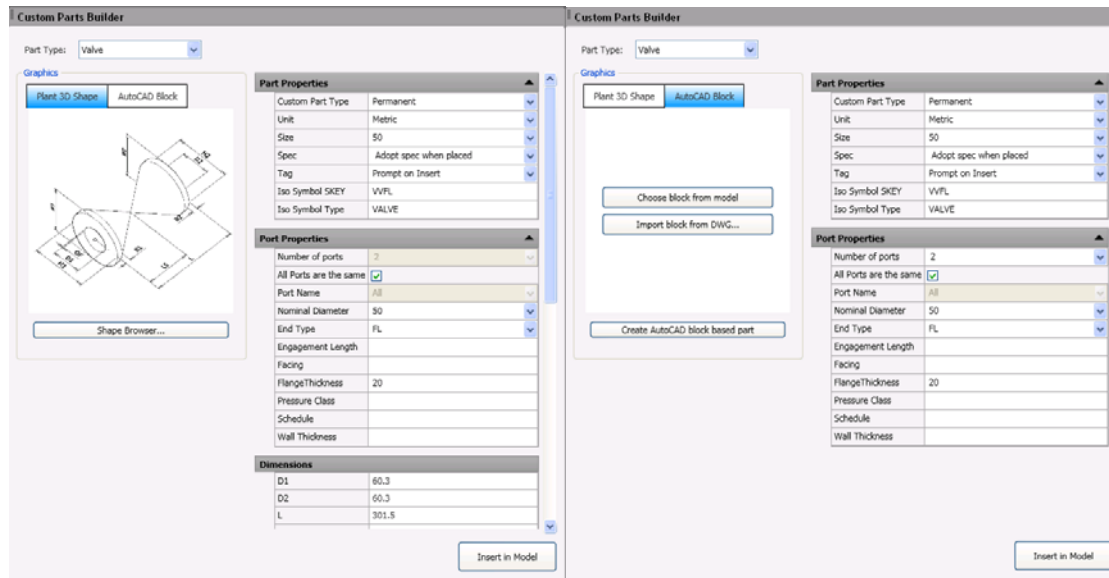 Custom Parts Builder
Part Type: Valve
Graphics
Plant 3D Shape AutoCAD Block
Shape Browser...
Part Properties
Custom Part Type Permanent
Unit Metric
Size 50
Spec Adopt spec when placed
Tag Prompt on Insert
Iso Symbol SKEY VVFL
Iso Symbol Type VALVE
Port Properties
Number of ports 2
All Ports are the same
Port Name All
Nominal Diameter 50
End Type FL
Engagement Length
Facing
FlangeThickness 20
Pressure Class
Schedule
Wall Thickness
Dimensions
D1 60.3
D2 60.3
L 301.5
Insert in Model
Custom Parts Builder
Part Type: Valve
Graphics
Plant 3D Shape AutoCAD Block
Choose block from model
Import block from DWG...
Create AutoCAD block based part
Part Properties
Custom Part Type Permanent
Unit Metric
Size 50
Spec Adopt spec when placed
Tag Prompt on Insert
Iso Symbol SKEY VVFL
Iso Symbol Type VALVE
Port Properties
Number of ports 2
All Ports are the same
Port Name All
Nominal Diameter 50
End Type FL
Engagement Length
Facing
FlangeThickness 20
Pressure Class
Schedule
Wall Thickness
Insert in Model